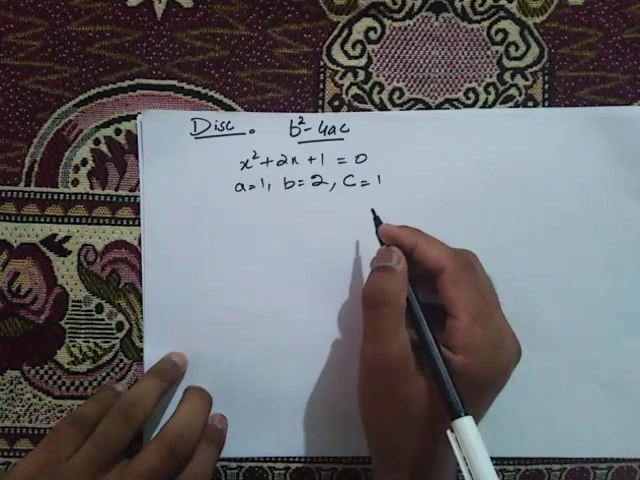 Disc. b²-4ac
x²+2x+1=0
a=1, b=2, c=1